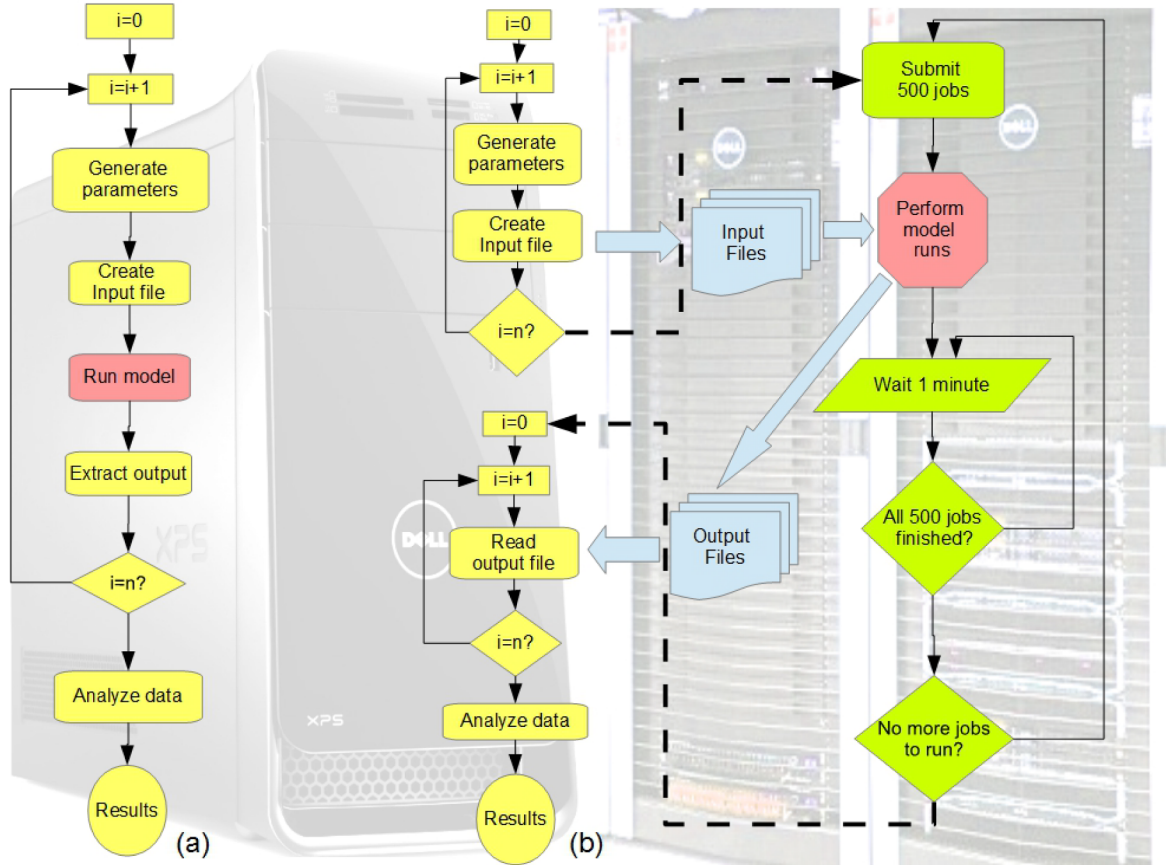 i=0
i=i+1
Generate
parameters
Create
Input file
Run model
Extract output
i=n?
Analyze data
Results
(a)
XPS
DELL
XPS
i=0
i=i+1
Generate
parameters
Create
Input file
i=n?
i=0
i=i+1
Read
output file
i=n?
Analyze data
Results
(b)
Input
Files
Output
Files
DELL
DELL
Submit
500 jobs
Perform
model
runs
Wait 1 minute
All 500 jobs
finished?
No more jobs
to run?